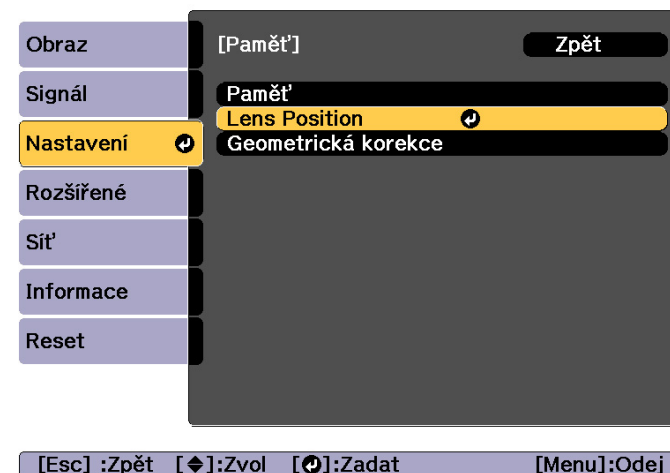 Obraz
Signál
Nastavení
Rozšířené
Síť
Informace
Reset
[Paměť] Zpět
Paměť
Lens Position
Geometrická korekce
[Esc] :Zpět [◆]:Zvol [↵]:Zadat [Menu]:Odej